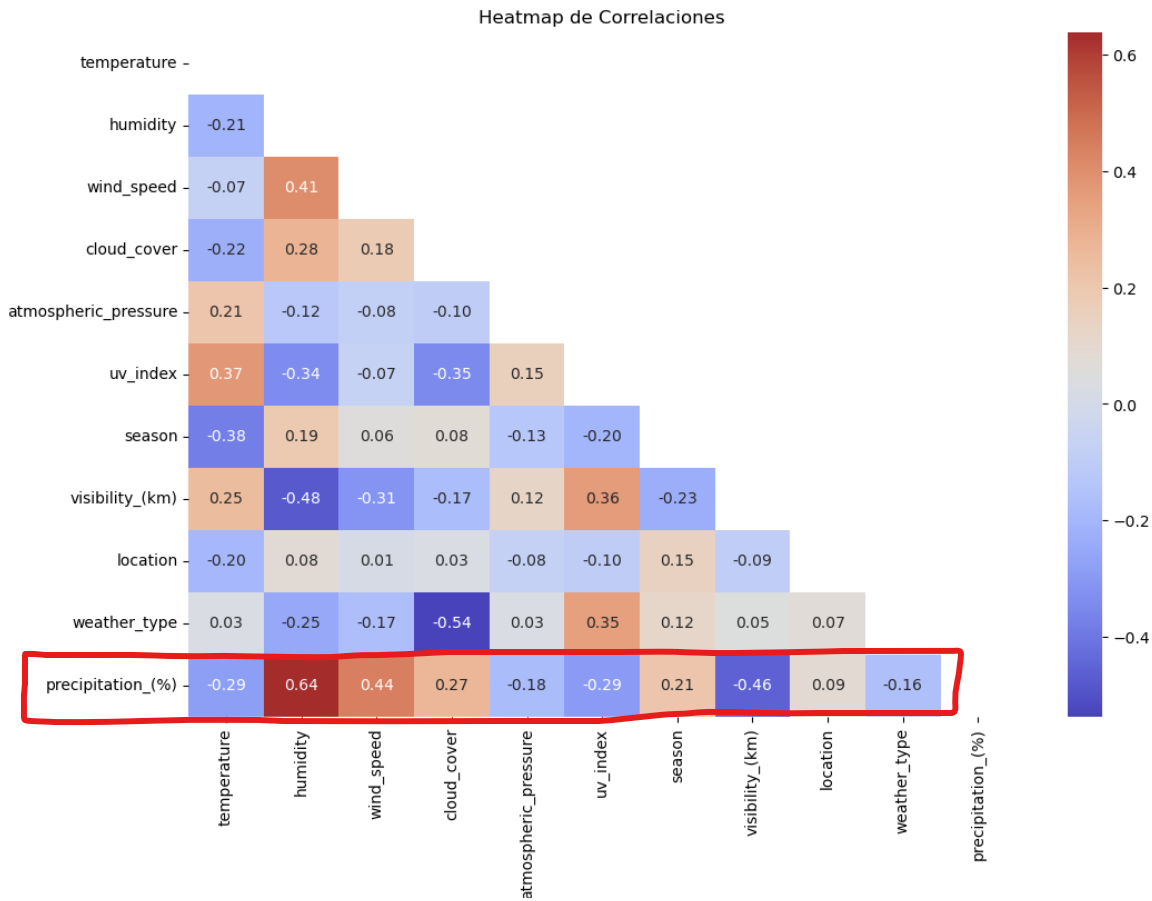 Heatmap de Correlaciones
temperature
humidity -0.21
wind_speed -0.07 0.41
cloud_cover -0.22 0.28 0.18
atmospheric_pressure 0.21 -0.12 -0.08 -0.10
uv_index 0.37 -0.34 -0.07 -0.35 0.15
season -0.38 0.19 0.06 0.08 -0.13 -0.20
visibility_(km) 0.25 -0.48 -0.31 -0.17 0.12 0.36 -0.23
location -0.20 0.08 0.01 0.03 -0.08 -0.10 0.15 -0.09
weather_type 0.03 -0.25 -0.17 -0.54 0.03 0.35 0.12 0.05 0.07
precipitation_(%) -0.29 0.64 0.44 0.27 -0.18 -0.29 0.21 -0.46 0.09 -0.16
temperature
humidity
wind_speed
cloud_cover
atmospheric_pressure
uv_index
season
visibility_(km)
location
weather_type
precipitation_(%)
0.6
0.4
0.2
0.0
−0.2
−0.4